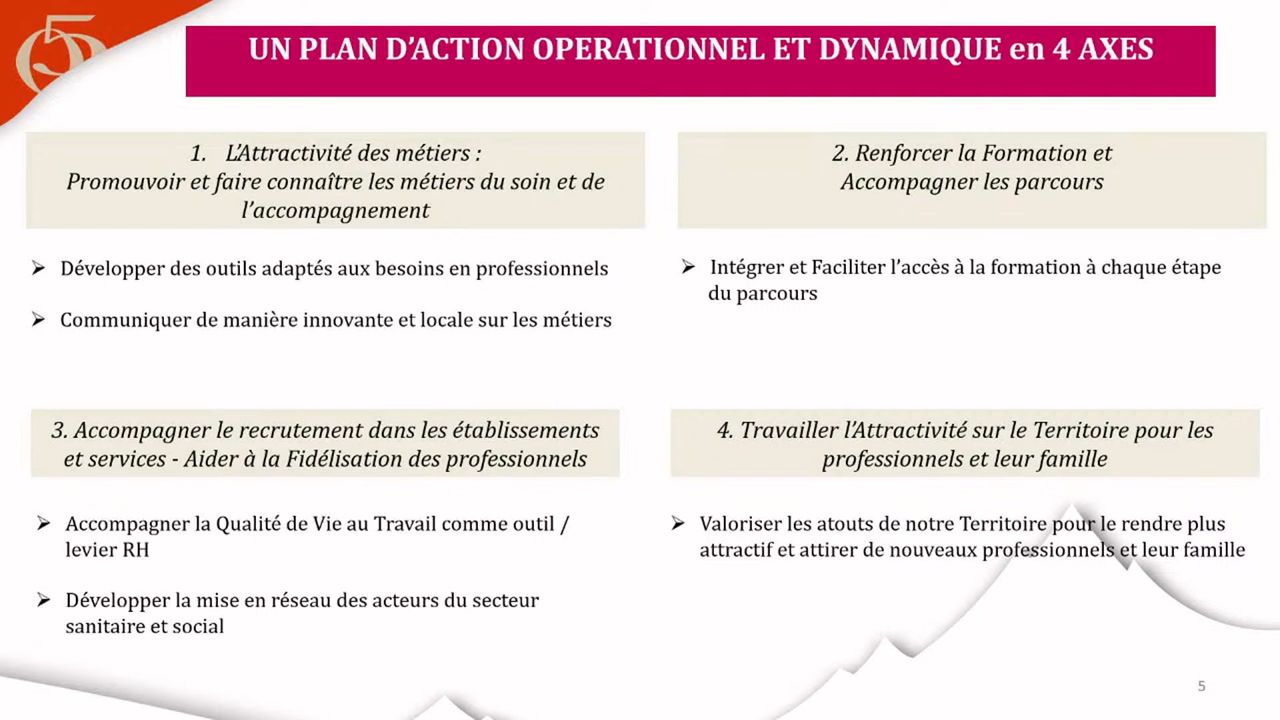 UN PLAN D'ACTION OPERATIONNEL ET DYNAMIQUE en 4 AXES
1. L'Attractivité des métiers :
Promouvoir et faire connaître les métiers du soin et de
l'accompagnement
➢ Développer des outils adaptés aux besoins en professionnels
➢ Communiquer de manière innovante et locale sur les métiers
2. Renforcer la Formation et
Accompagner les parcours
➢ Intégrer et Faciliter l'accès à la formation à chaque étape
du parcours
3. Accompagner le recrutement dans les établissements
et services - Aider à la Fidélisation des professionnels
➢ Accompagner la Qualité de Vie au Travail comme outil /
levier RH
➢ Développer la mise en réseau des acteurs du secteur
sanitaire et social
4. Travailler l'Attractivité sur le Territoire pour les
professionnels et leur famille
➢ Valoriser les atouts de notre Territoire pour le rendre plus
attractif et attirer de nouveaux professionnels et leur famille
5